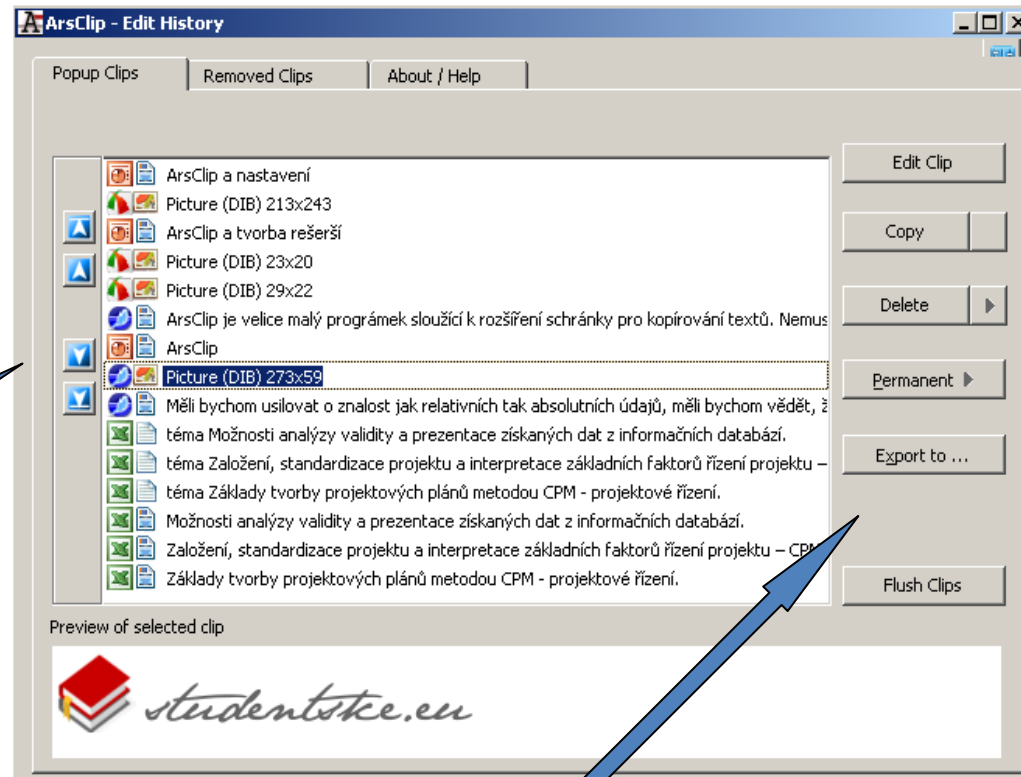 ArsClip - Edit History
Popup Clips
Removed Clips
About / Help
ArsClip a nastavení
Picture (DIB) 213x243
ArsClip a tvorba rešerší
Picture (DIB) 23x20
Picture (DIB) 29x22
ArsClip je velice malý prográmek sloužící k rozšíření schránky pro kopírování textů. Nemus
ArsClip
Picture (DIB) 273x59
Měli bychom usilovat o znalost jak relativních tak absolutních údajů, měli bychom vědět, ž
téma Možnosti analýzy validity a prezentace získaných dat z informačních databází.
téma Založení, standardizace projektu a interpretace základních faktorů řízení projektu –
téma Základy tvorby projektových plánů metodou CPM - projektové řízení.
Možnosti analýzy validity a prezentace získaných dat z informačních databází.
Založení, standardizace projektu a interpretace základních faktorů řízení projektu – CPM
Základy tvorby projektových plánů metodou CPM - projektové řízení.
Edit Clip
Copy
Delete
Permanent
Export to ...
Flush Clips
Preview of selected clip
studentske.eu